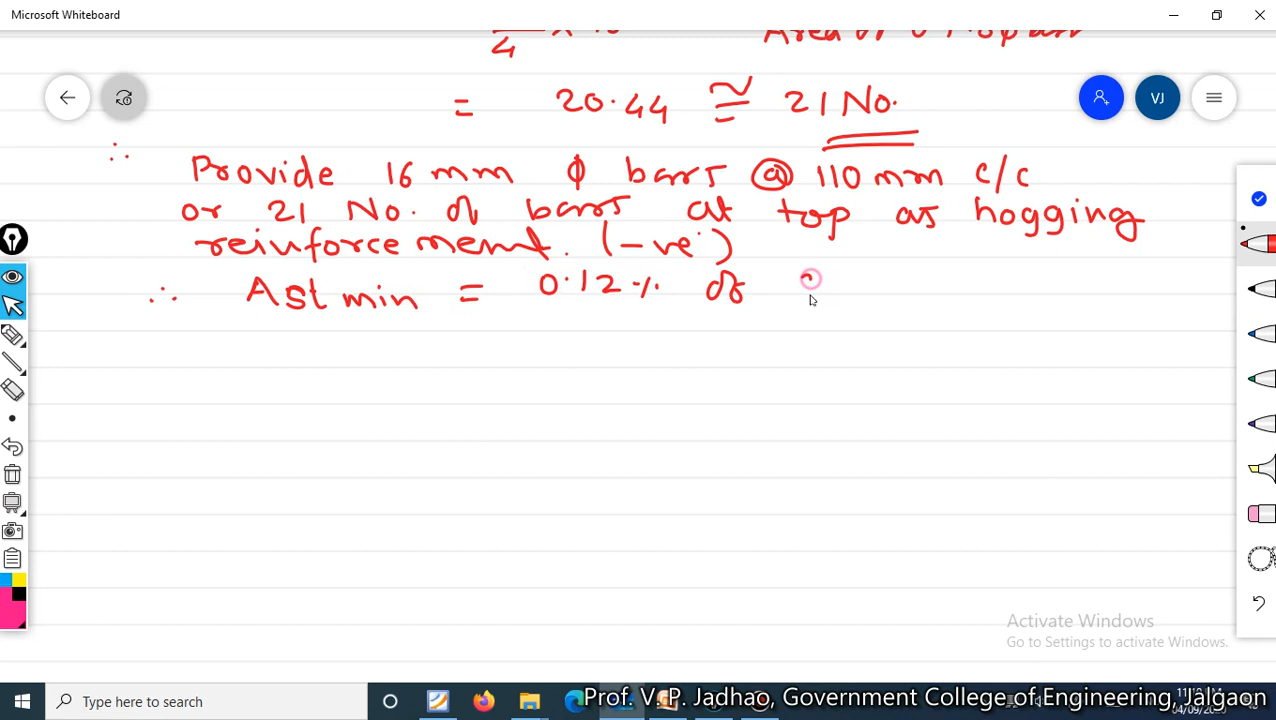 Microsoft Whiteboard
4
= 20.44 ≅ 21 No.
VJ
∴ Provide 16 mm ϕ bars @ 110 mm c/c
or 21 No. of bars at top as hogging
reinforcement. (-ve)
∴ Ast min = 0.12% of
Activate Windows
Go to Settings to activate Windows.
Type here to search
Prof. V. P. Jadhao, Government College of Engineering, Jalgaon